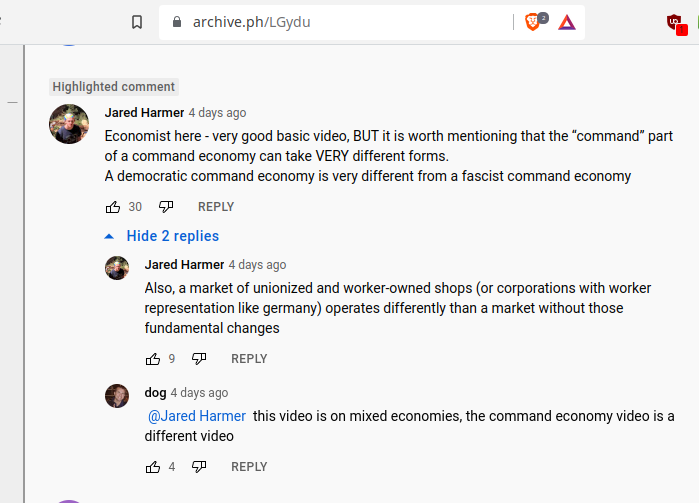 archive.ph/LGydu
2
Highlighted comment
Jared Harmer 4 days ago
Economist here - very good basic video, BUT it is worth mentioning that the “command” part
of a command economy can take VERY different forms.
A democratic command economy is very different from a fascist command economy
30 REPLY
Hide 2 replies
Jared Harmer 4 days ago
Also, a market of unionized and worker-owned shops (or corporations with worker
representation like germany) operates differently than a market without those
fundamental changes
9 REPLY
dog 4 days ago
@Jared Harmer this video is on mixed economies, the command economy video is a
different video
4 REPLY